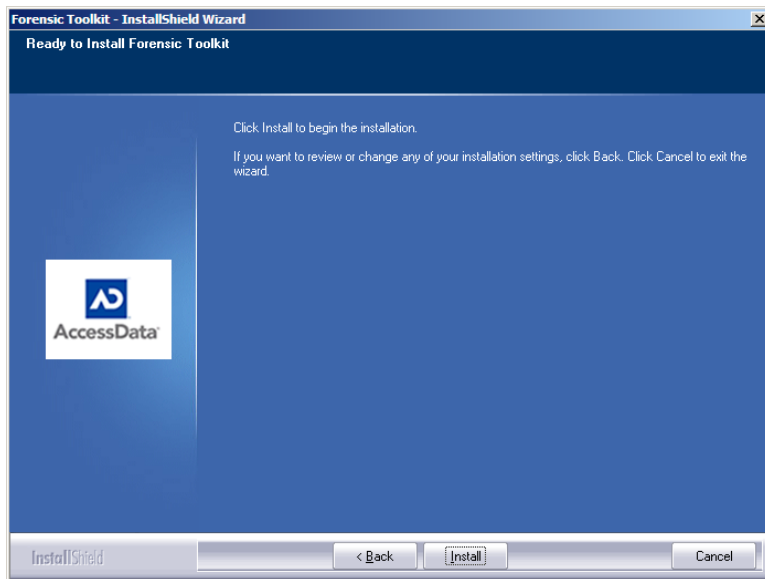 Forensic Toolkit - InstallShield Wizard
Ready to Install Forensic Toolkit
Click Install to begin the installation.
If you want to review or change any of your installation settings, click Back. Click Cancel to exit the
wizard.
AccessData
InstallShield
< Back
Install
Cancel